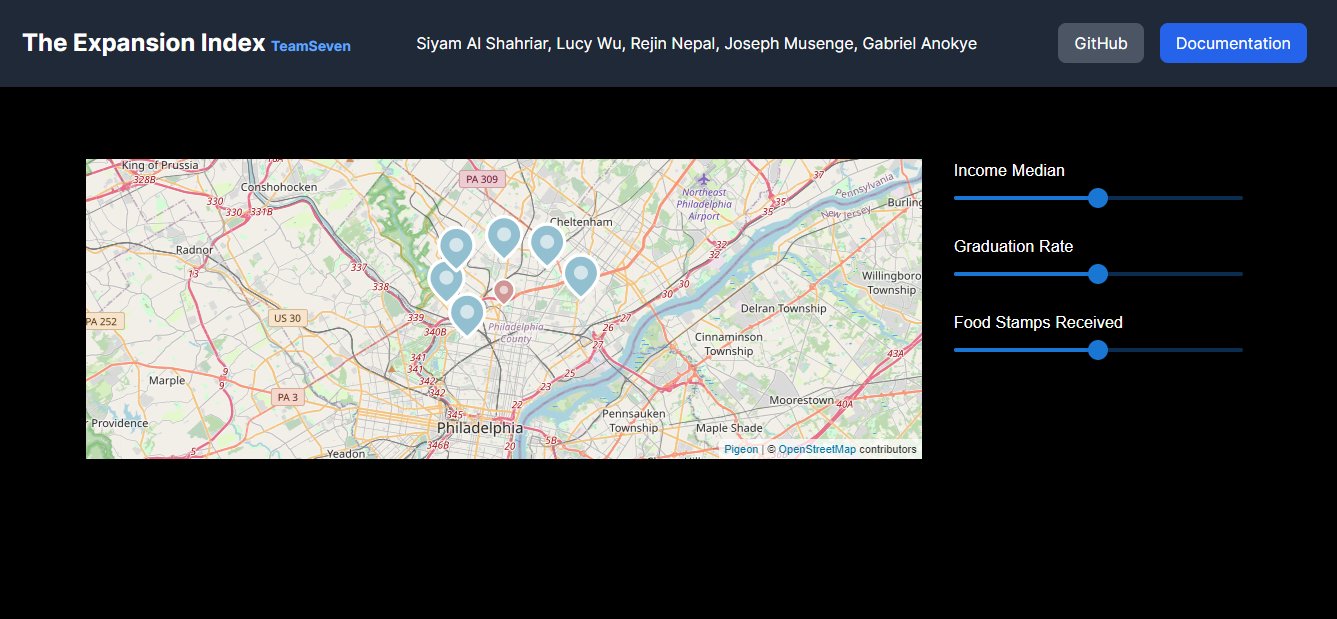 The Expansion Index TeamSeven
Siyam Al Shahriar, Lucy Wu, Rejin Nepal, Joseph Musenge, Gabriel Anokye
GitHub
Documentation
King of Prussia
328B
Conshohocken
330
330
331B
PA 309
Northeast
Philadelphia
Airport
37
35
35
Pennsylvania
New Jersey
Burling
Cheltenham
Radnor
13
337
338
32
32
30
30
Willingboro
Township
PA 252
US 30
339
340B
Philadelphia
County
26
27
27
Delran Township
Cinnaminson
Township
341
341
342
342
43A
Marple
9
9
25
23
22
PA 3
Moorestown
40A
Providence
345
Philadelphia
Pennsauken
Township
Maple Shade
5
Yeadon
346B
20
5B
Pigeon | © OpenStreetMap contributors
Income Median
Graduation Rate
Food Stamps Received